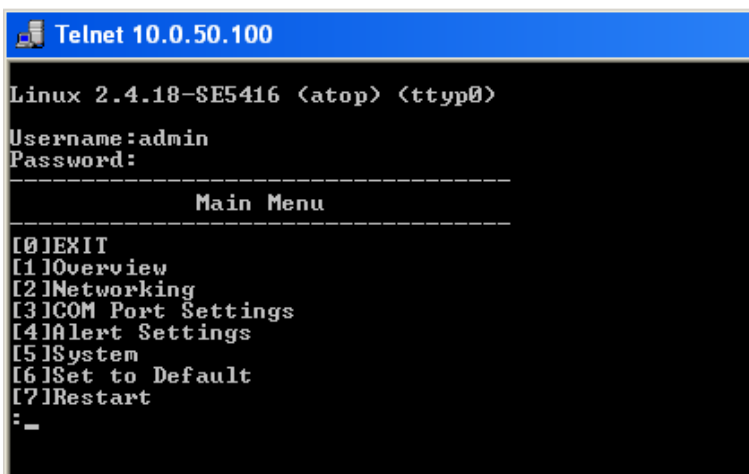 Telnet 10.0.50.100
Linux 2.4.18-SE5416 (atop) (ttyp0)
Username:admin
Password:
-----------------------------------
Main Menu
-----------------------------------
[0]EXIT
[1]Overview
[2]Networking
[3]COM Port Settings
[4]Alert Settings
[5]System
[6]Set to Default
[7]Restart
:_